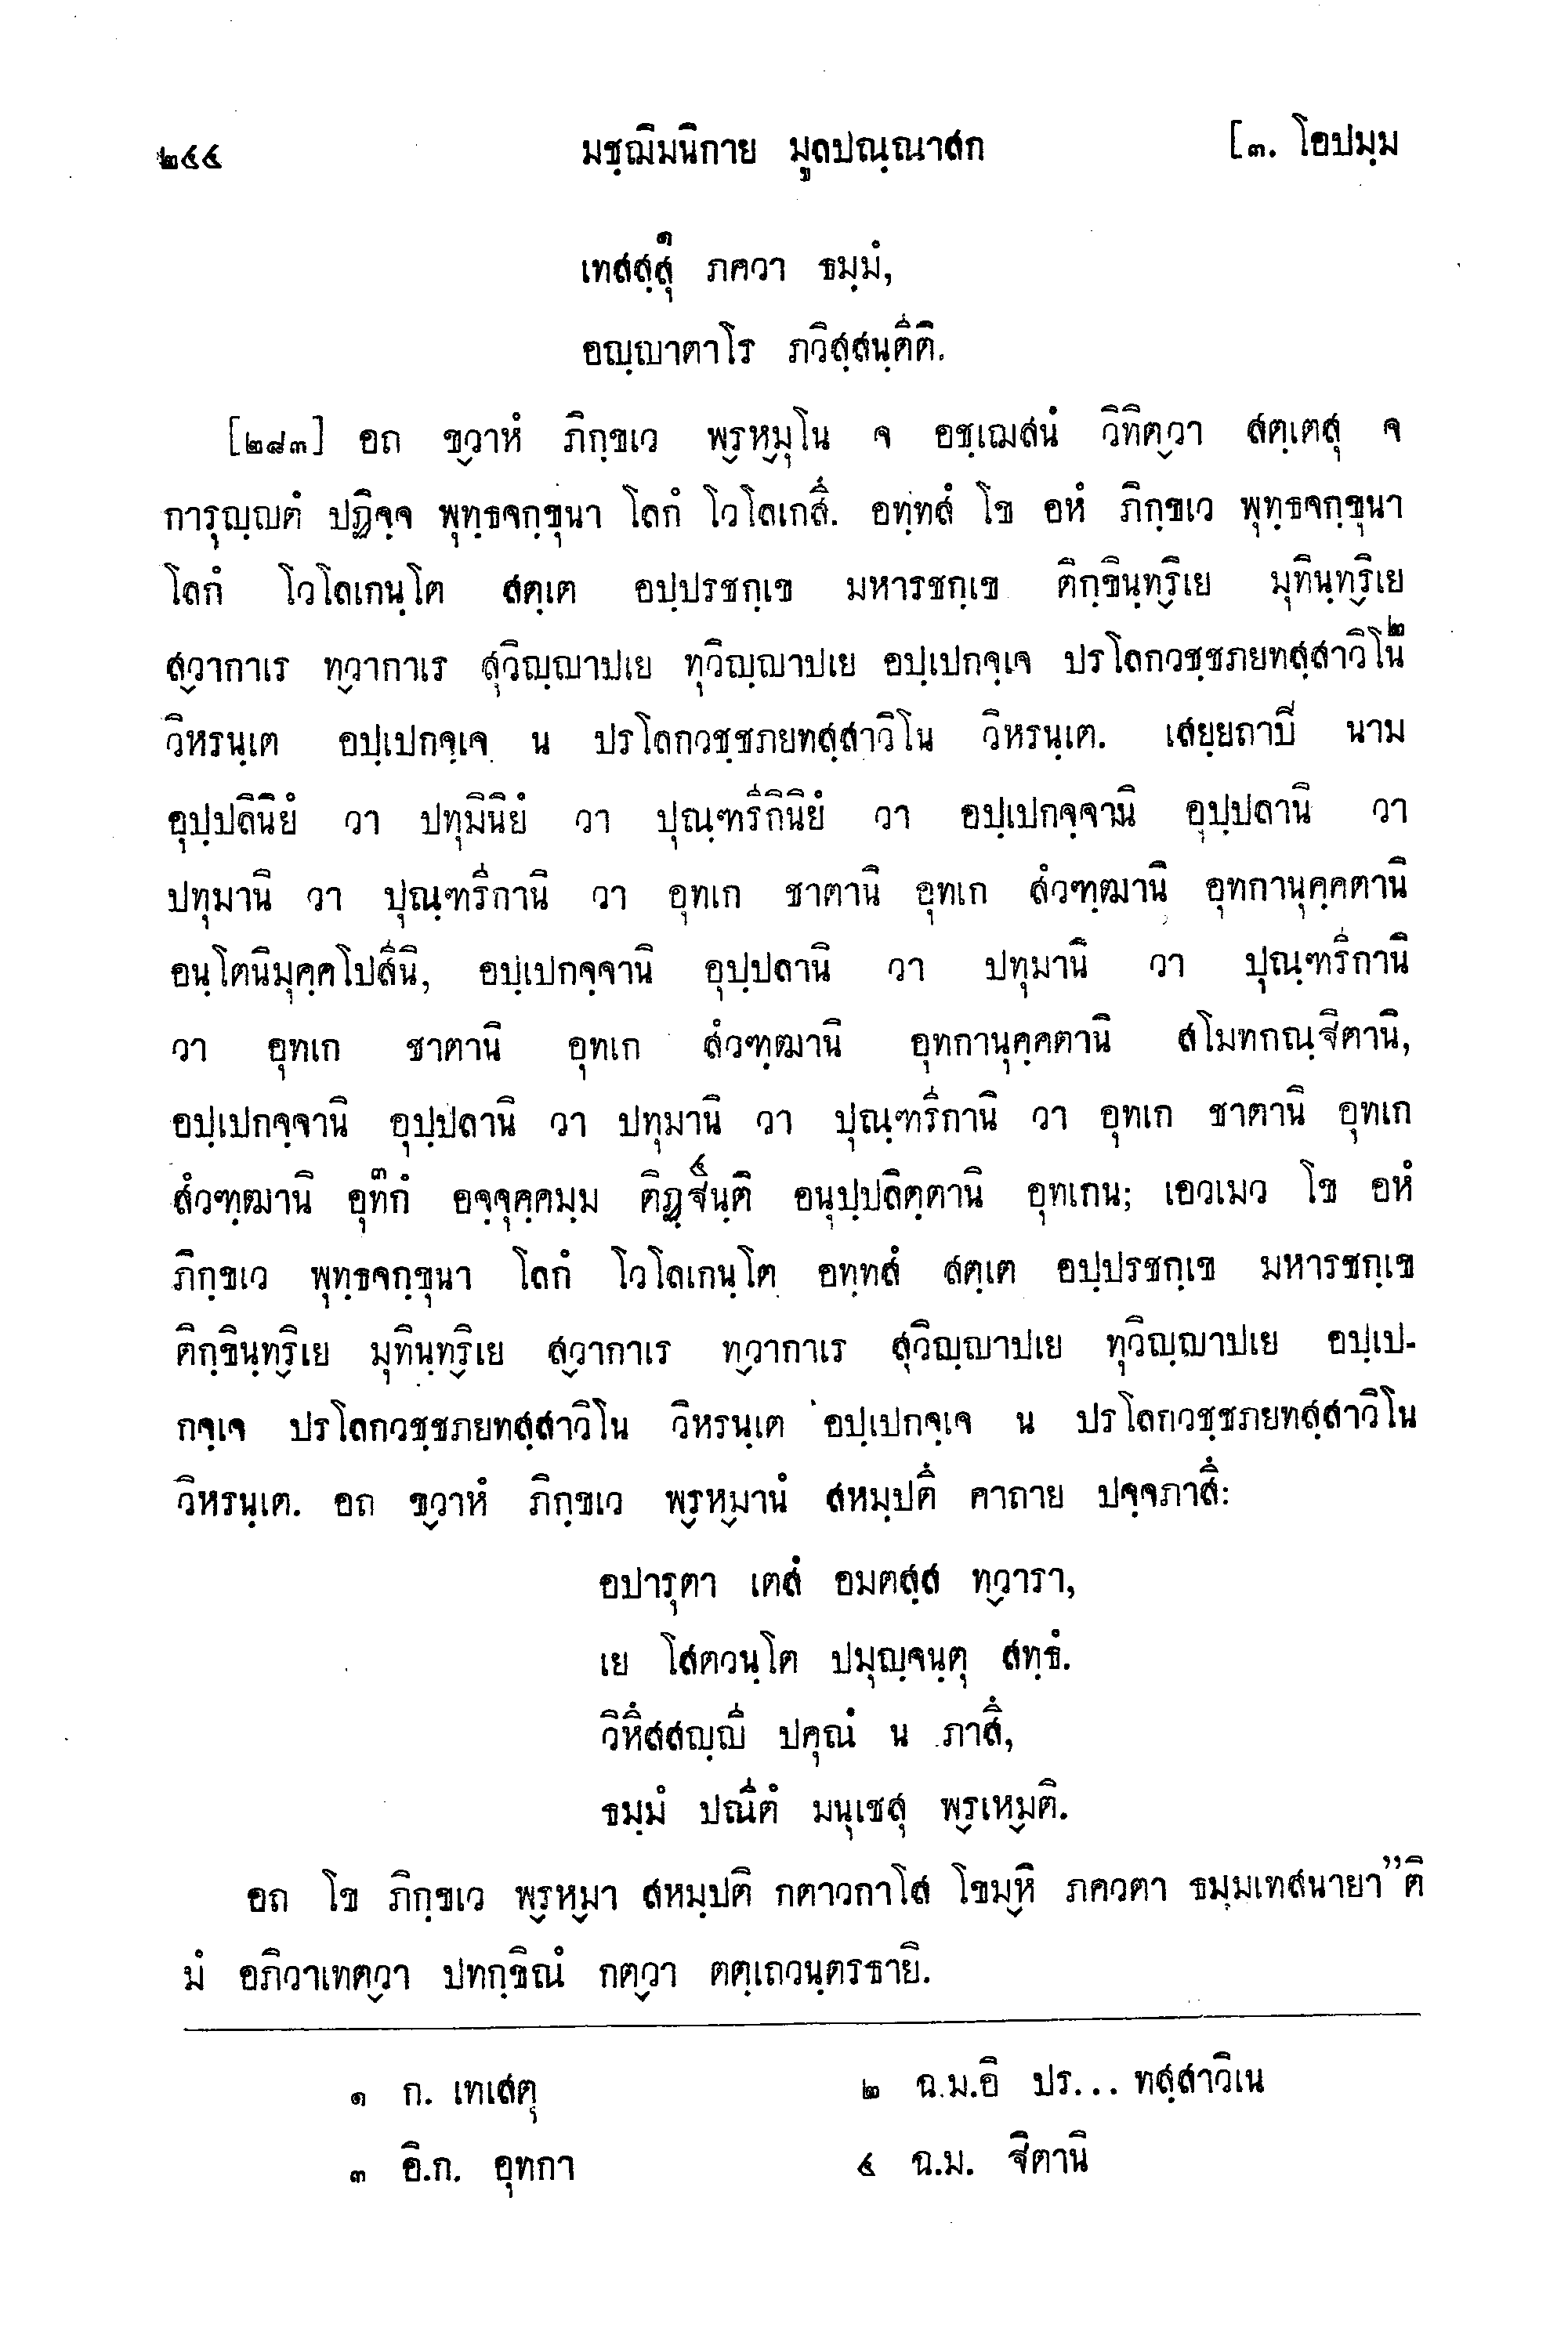 ๒๔๔ มชฺฌิมนิกาย มูลปณฺณาสก [๓. โอปมฺม
เทสสฺสุ๑ ภควา ธมฺมํ,
อญฺญาตาโร ภวิสฺสนฺตีติ.
[๒๘๓] อถ ขฺวาหํ ภิกฺขเว พฺรหฺมุโน จ อชฺเฌสนํ วิทิตฺวา สตฺเตสุ จ
การุญฺญตํ ปฏิจฺจ พุทฺธจกฺขุนา โลกํ โวโลเกสึ. อทฺทสํ โข อหํ ภิกฺขเว พุทฺธจกฺขุนา
โลกํ โวโลเกนฺโต สตฺเต อปฺปรชกฺเข มหารชกฺเข ติกฺขินฺทฺริเย มุทินฺทฺริเย
สฺวากาเร ทฺวากาเร สุวิญฺญาปเย ทุวิญฺญาปเย อปฺเปกจฺเจ ปรโลกวชฺชภยทสฺสาวิโน๒
วิหรนฺเต อปฺเปกจฺเจ น ปรโลกวชฺชภยทสฺสาวิโน วิหรนฺเต. เสยฺยถาปี นาม
อุปฺปลินิยํ วา ปทุมินิยํ วา ปุณฺฑรีกินิยํ วา อปฺเปกจฺจานิ อุปฺปลานิ วา
ปทุมานิ วา ปุณฺฑรีกานิ วา อุทเก ชาตานิ อุทเก สํวฑฺฒานิ อุทกานุคฺคตานิ
อนฺโตนิมุคฺคโปสีนิ, อปฺเปกจฺจานิ อุปฺปลานิ วา ปทุมานิ วา ปุณฺฑรีกานิ
วา อุทเก ชาตานิ อุทเก สํวฑฺฒานิ อุทกานุคฺคตานิ สโมทกณฺฐิตานิ,
อปฺเปกจฺจานิ อุปฺปลานิ วา ปทุมานิ วา ปุณฺฑรีกานิ วา อุทเก ชาตานิ อุทเก
สํวฑฺฒานิ อุท๓กํ อจฺจุคฺคมฺม ติฏฺฐนฺติ๔ อนุปฺปลิตฺตานิ อุทเกน; เอวเมว โข อหํ
ภิกฺขเว พุทฺธจกฺขุนา โลกํ โวโลเกนฺโต อทฺทสํ สตฺเต อปฺปรชกฺเข มหารชกฺเข
ติกฺขินฺทฺริเย มุทินฺทฺริเย สฺวากาเร ทฺวากาเร สุวิญฺญาปเย ทุวิญฺญาปเย อปฺเป-
กจฺเจ ปรโลกวชฺชภยทสฺสาวิโน วิหรนฺเต อปฺเปกจฺเจ น ปรโลกวชฺชภยทสฺสาวิโน
วิหรนฺเต. อถ ขฺวาหํ ภิกฺขเว พฺรหฺมานํ สหมฺปตึ คาถาย ปจฺจภาสึ:
อปารุตา เตสํ อมตสฺส ทฺวารา,
เย โสตวนฺโต ปมุญฺจนฺตุ สทฺธํ.
วิหึสสญฺญี ปคุณํ น ภาสึ,
ธมฺมํ ปณีตํ มนุเชสุ พฺรเหฺมติ.
อถ โข ภิกฺขเว พฺรหฺมา สหมฺปติ กตาวกาโส โขมฺหิ ภควตา ธมฺมเทสนายา”ติ
มํ อภิวาเทตฺวา ปทกฺขิณํ กตฺวา ตตฺเถวนฺตรธายิ.
๑ ก. เทเสตุ ๒ ฉ.ม.อิ ปร... ทสฺสาวิเน
๓ อิ.ก. อุทกา ๔ ฉ.ม. ฐิตานิ